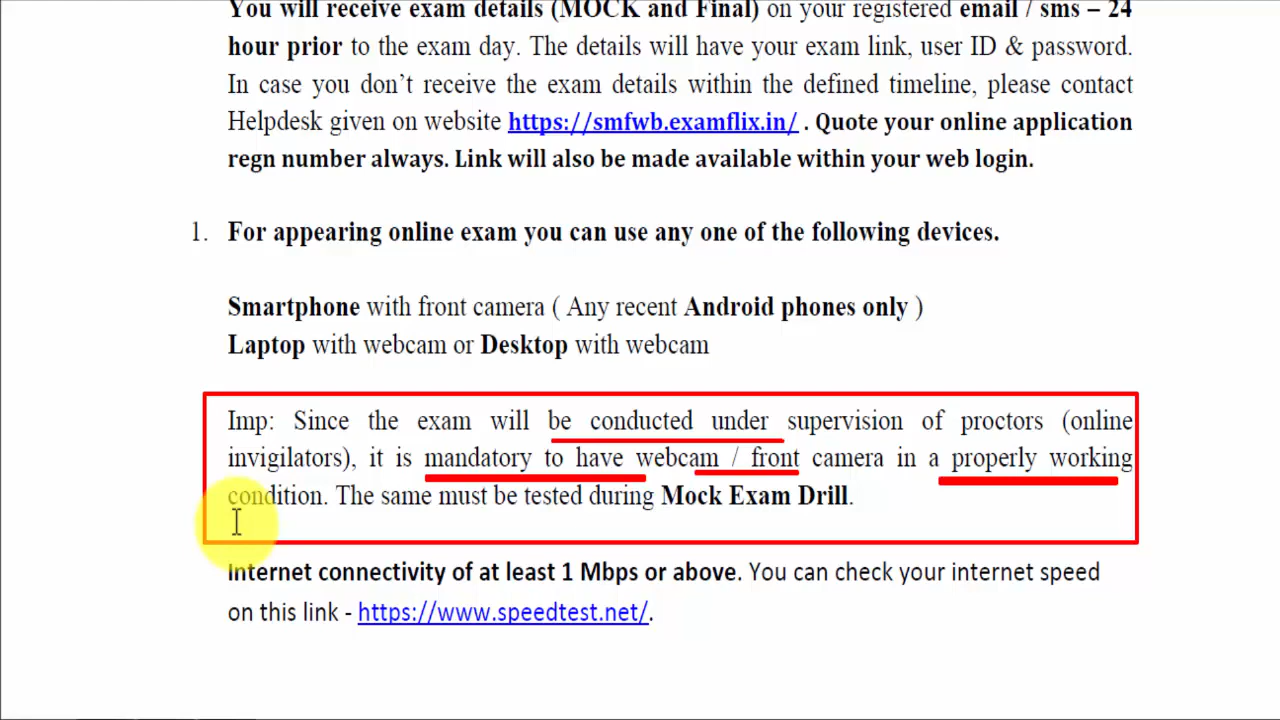 You will receive exam details (MOCK and Final) on your registered email / sms – 24
hour prior to the exam day. The details will have your exam link, user ID & password.
In case you don’t receive the exam details within the defined timeline, please contact
Helpdesk given on website https://smfwb.examflix.in/ . Quote your online application
regn number always. Link will also be made available within your web login.
1. For appearing online exam you can use any one of the following devices.
Smartphone with front camera ( Any recent Android phones only )
Laptop with webcam or Desktop with webcam
Imp: Since the exam will be conducted under supervision of proctors (online
invigilators), it is mandatory to have webcam / front camera in a properly working
condition. The same must be tested during Mock Exam Drill.
Internet connectivity of at least 1 Mbps or above. You can check your internet speed
on this link - https://www.speedtest.net/.